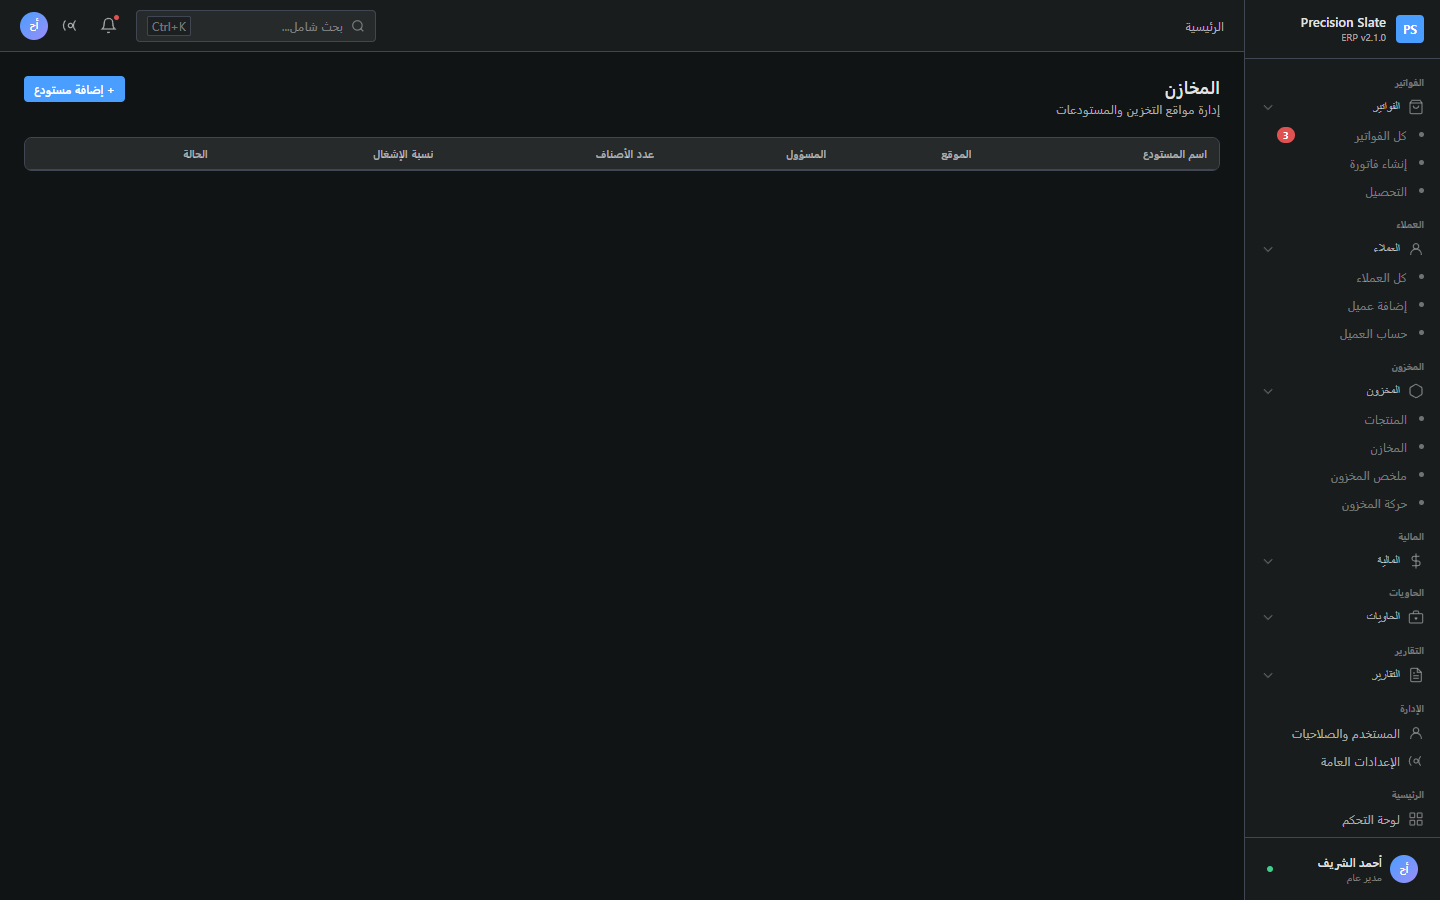 Precision Slate
ERP v2.1.0
PS
الفواتير
الفواتير
كل الفواتير
3
إنشاء فاتورة
التحصيل
العملاء
العملاء
كل العملاء
إضافة عميل
حساب العميل
المخزون
المخزون
المنتجات
المخازن
ملخص المخزون
حركة المخزون
المالية
المالية
الحاويات
الحاويات
التقارير
التقارير
الإدارة
المستخدم والصلاحيات
الإعدادات العامة
الرئيسية
لوحة التحكم
أحمد الشريف
مدير عام
أح
الرئيسية
بحث شامل...
Ctrl+K
أح
المخازن
إدارة مواقع التخزين والمستودعات
+ إضافة مستودع
اسم المستودع الموقع المسؤول عدد الأصناف نسبة الإشغال الحالة